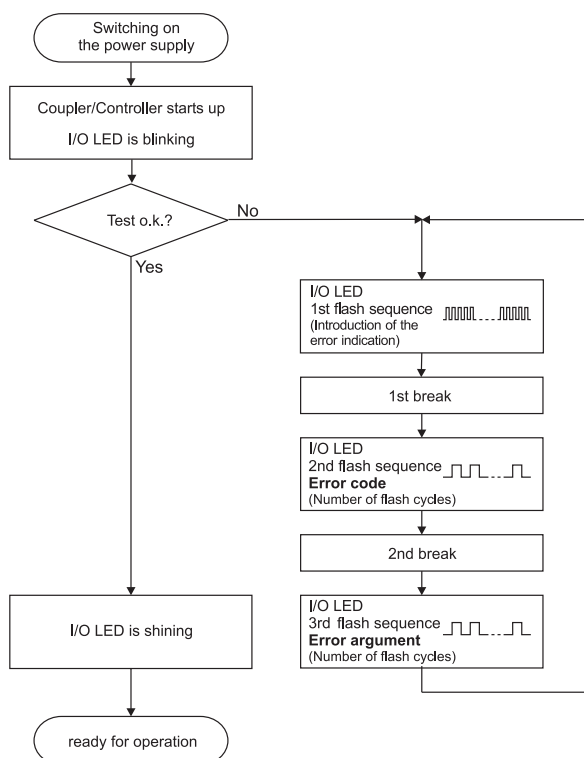 Switching on
the power supply
Coupler/Controller starts up
I/O LED is blinking
Test o.k.?
No
Yes
I/O LED
1st flash sequence
(Introduction of the
error indication)
1st break
I/O LED
2nd flash sequence
Error code
(Number of flash cycles)
2nd break
I/O LED
3rd flash sequence
Error argument
(Number of flash cycles)
I/O LED is shining
ready for operation